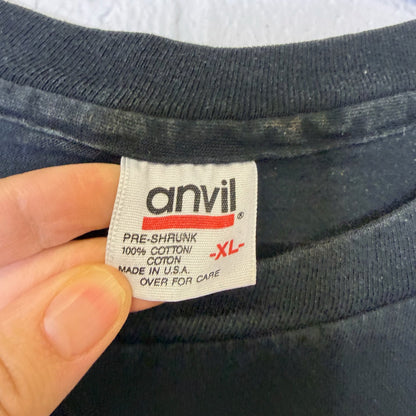 anvil®
PRE-SHRUNK
100% COTTON/
COTON
-XL-
MADE IN U.S.A.
OVER FOR CARE